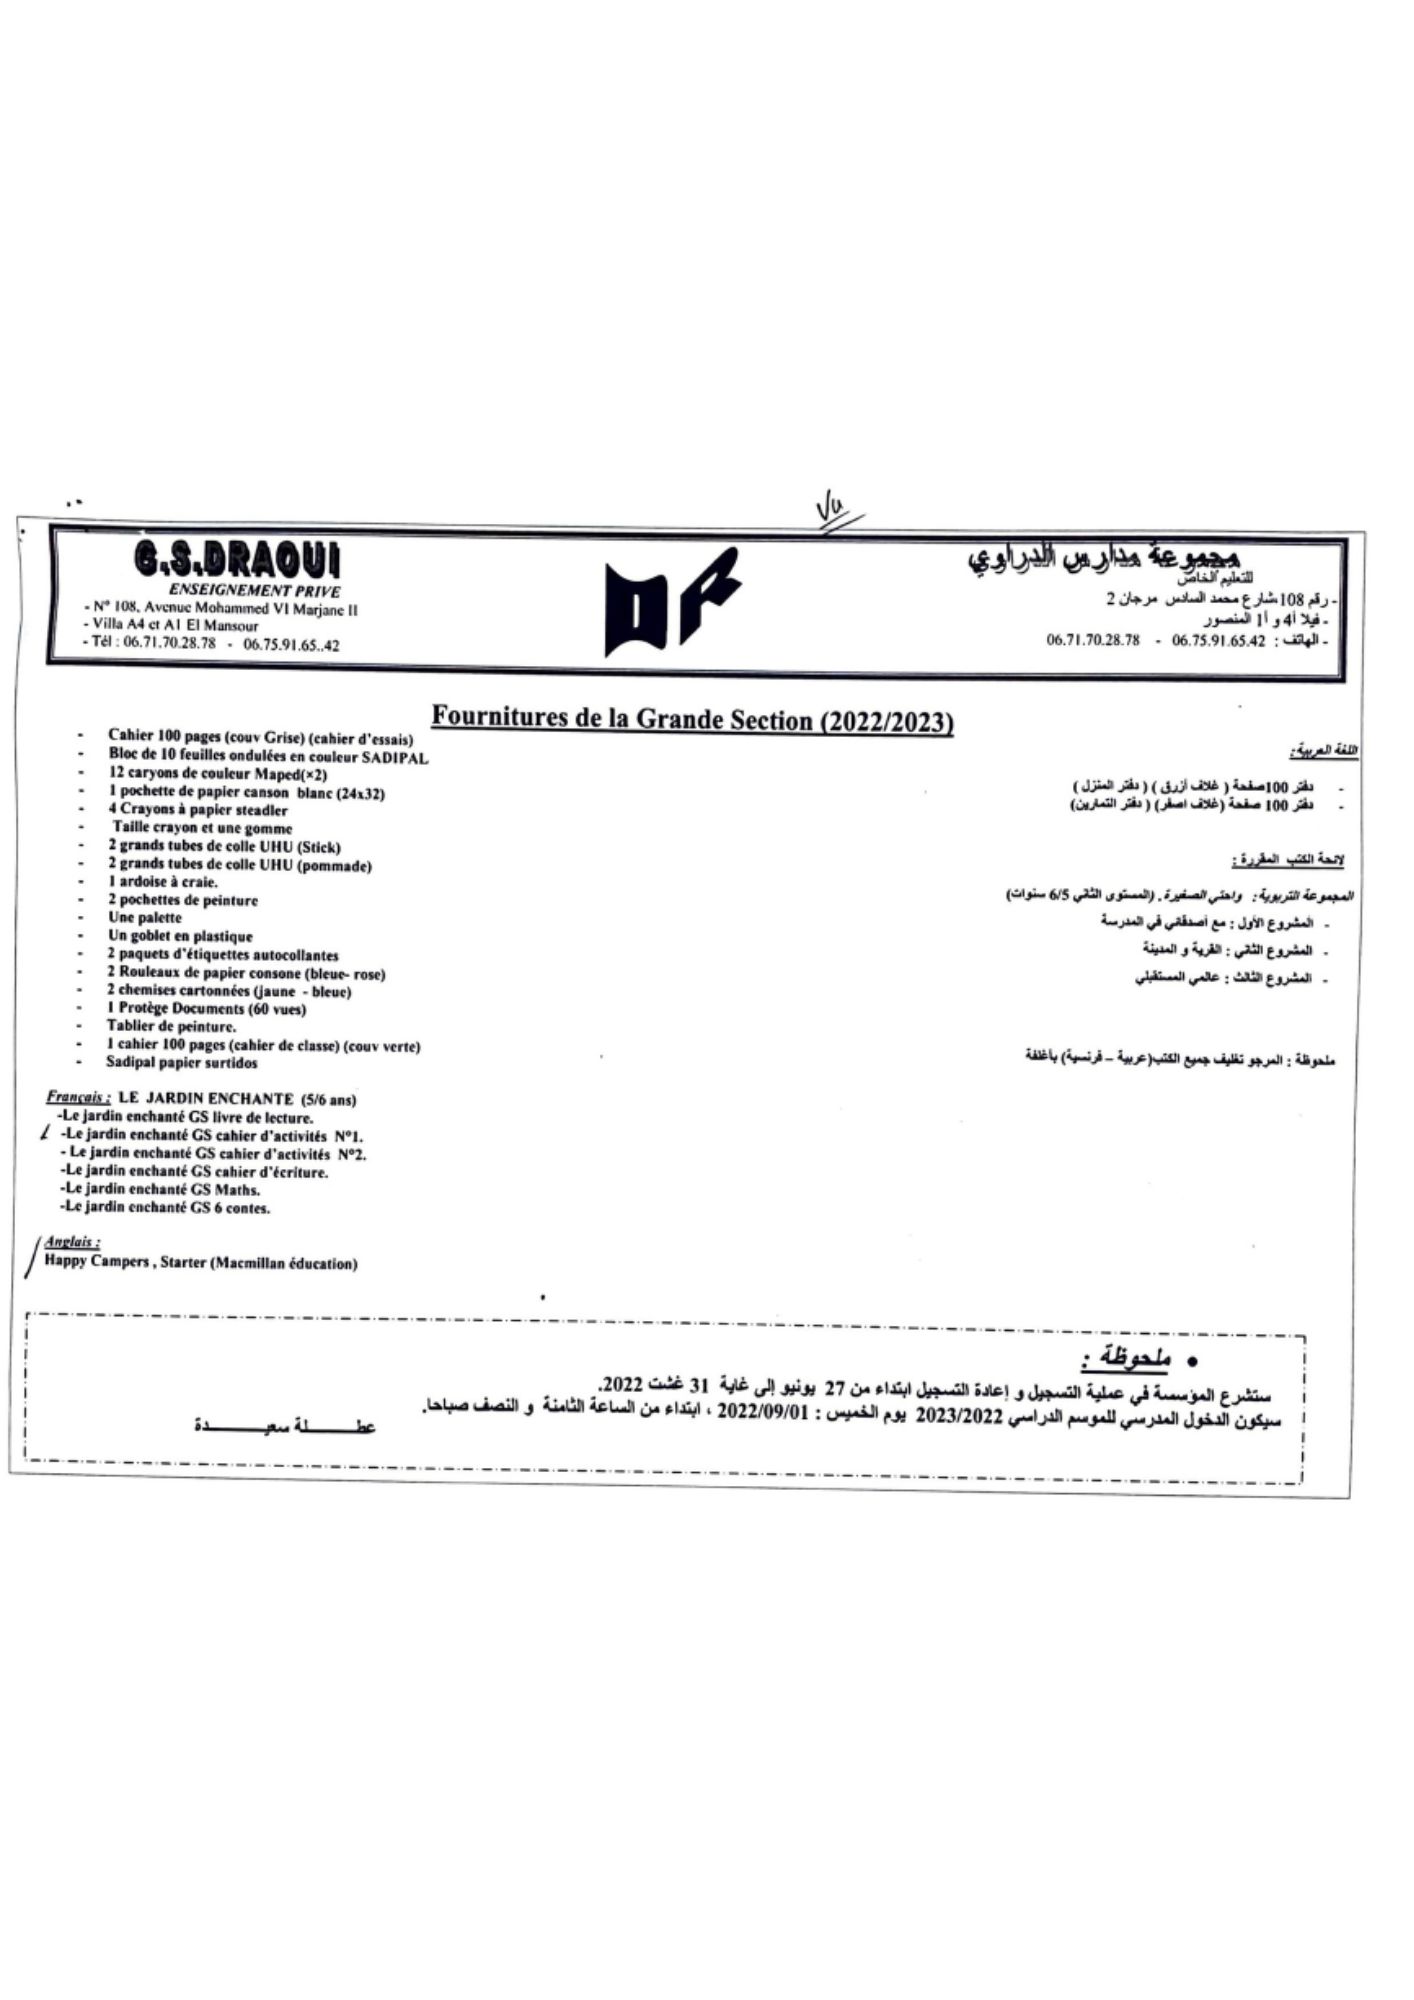 Vu
G.S.DRAOUI
ENSEIGNEMENT PRIVE
- N° 108, Avenue Mohammed VI Marjane II
- Villa A4 et A1 El Mansour
- Tél : 06.71.70.28.78 - 06.75.91.65..42
DR
مجموعة مدارس الدراوي
للتعليم الخاص
- رقم 108شارع محمد السادس مرجان 2
- فيلا أ4 و أ1 المنصور
- الهاتف : 06.75.91.65.42 - 06.71.70.28.78
Fournitures de la Grande Section (2022/2023)
- Cahier 100 pages (couv Grise) (cahier d'essais)
- Bloc de 10 feuilles ondulées en couleur SADIPAL
- 12 caryons de couleur Maped(×2)
- 1 pochette de papier canson blanc (24x32)
- 4 Crayons à papier steadler
- Taille crayon et une gomme
- 2 grands tubes de colle UHU (Stick)
- 2 grands tubes de colle UHU (pommade)
- 1 ardoise à craie.
- 2 pochettes de peinture
- Une palette
- Un goblet en plastique
- 2 paquets d'étiquettes autocollantes
- 2 Rouleaux de papier consone (bleue- rose)
- 2 chemises cartonnées (jaune - bleue)
- 1 Protège Documents (60 vues)
- Tablier de peinture.
- 1 cahier 100 pages (cahier de classe) (couv verte)
- Sadipal papier surtidos
Français : LE JARDIN ENCHANTE (5/6 ans)
-Le jardin enchanté GS livre de lecture.
-Le jardin enchanté GS cahier d'activités N°1.
- Le jardin enchanté GS cahier d'activités N°2.
-Le jardin enchanté GS cahier d'écriture.
-Le jardin enchanté GS Maths.
-Le jardin enchanté GS 6 contes.
Anglais :
Happy Campers , Starter (Macmillan éducation)
اللغة العربية:
- دفتر 100صفحة ( غلاف أزرق ) ( دفتر المنزل )
- دفتر 100 صفحة (غلاف اصفر) ( دفتر التمارين)
لائحة الكتب المقررة :
المجموعة التربوية : واحتي الصغيرة . (المستوى الثاني 6/5 سنوات)
- المشروع الأول : مع أصدقائي في المدرسة
- المشروع الثاني : القرية و المدينة
- المشروع الثالث : عالمي المستقبلي
ملحوظة : المرجو تغليف جميع الكتب(عربية – فرنسية) بأغلفة
• ملحوظة :
ستشرع المؤسسة في عملية التسجيل و إعادة التسجيل ابتداء من 27 يونيو إلى غاية 31 غشت 2022.
سيكون الدخول المدرسي للموسم الدراسي 2023/2022 يوم الخميس : 2022/09/01 ، ابتداء من الساعة الثامنة و النصف صباحا.
عطـــــلة سعيـــــــدة